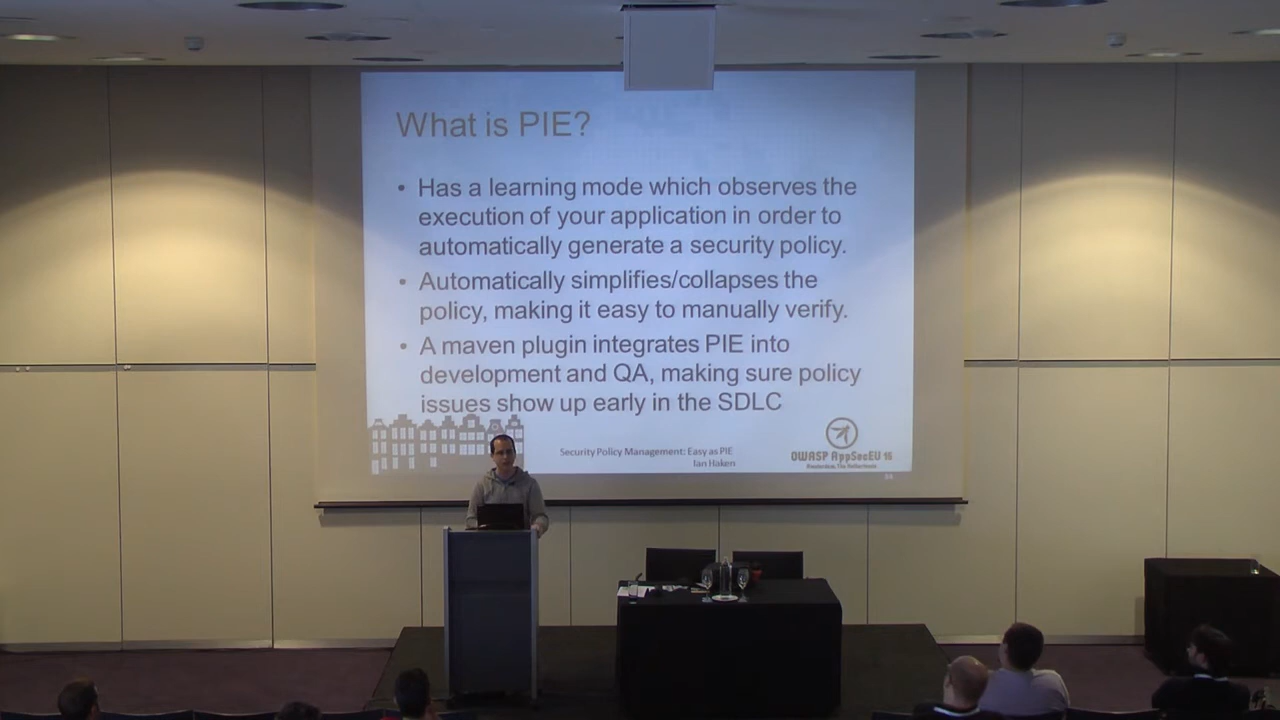 What is PIE?
• Has a learning mode which observes the
execution of your application in order to
automatically generate a security policy.
• Automatically simplifies/collapses the
policy, making it easy to manually verify.
• A maven plugin integrates PIE into
development and QA, making sure policy
issues show up early in the SDLC
Security Policy Management: Easy as PIE
Ian Haken
OWASP AppSecEU 15
Amsterdam, The Netherlands